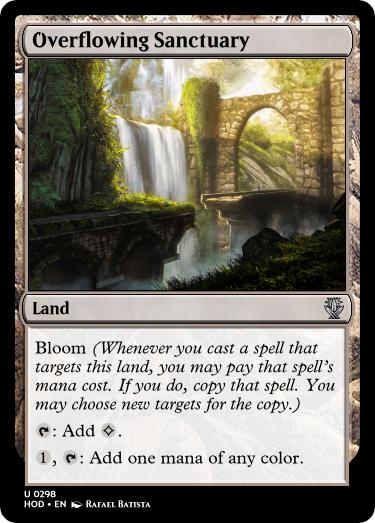 Overflowing Sanctuary
Land
Bloom (Whenever you cast a spell that
targets this land, you may pay that spell's
mana cost. If you do, copy that spell. You
may choose new targets for the copy.)
: Add .
1, : Add one mana of any color.
U 0298
HOD • EN Rafael Batista